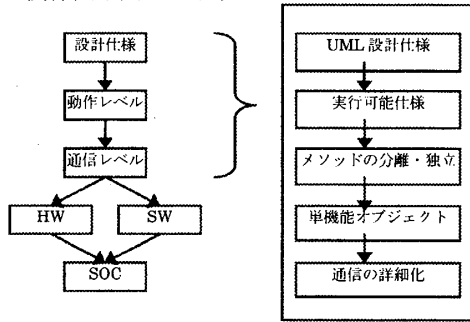 設計仕様
動作レベル
通信レベル
HW
SW
SOC
UML 設計仕様
実行可能仕様
メソッドの分離・独立
単機能オブジェクト
通信の詳細化